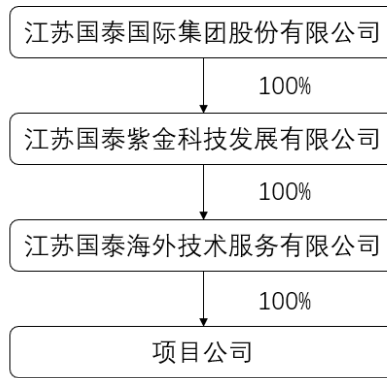 江苏国泰国际集团股份有限公司
100%
江苏国泰紫金科技发展有限公司
100%
江苏国泰海外技术服务有限公司
100%
项目公司